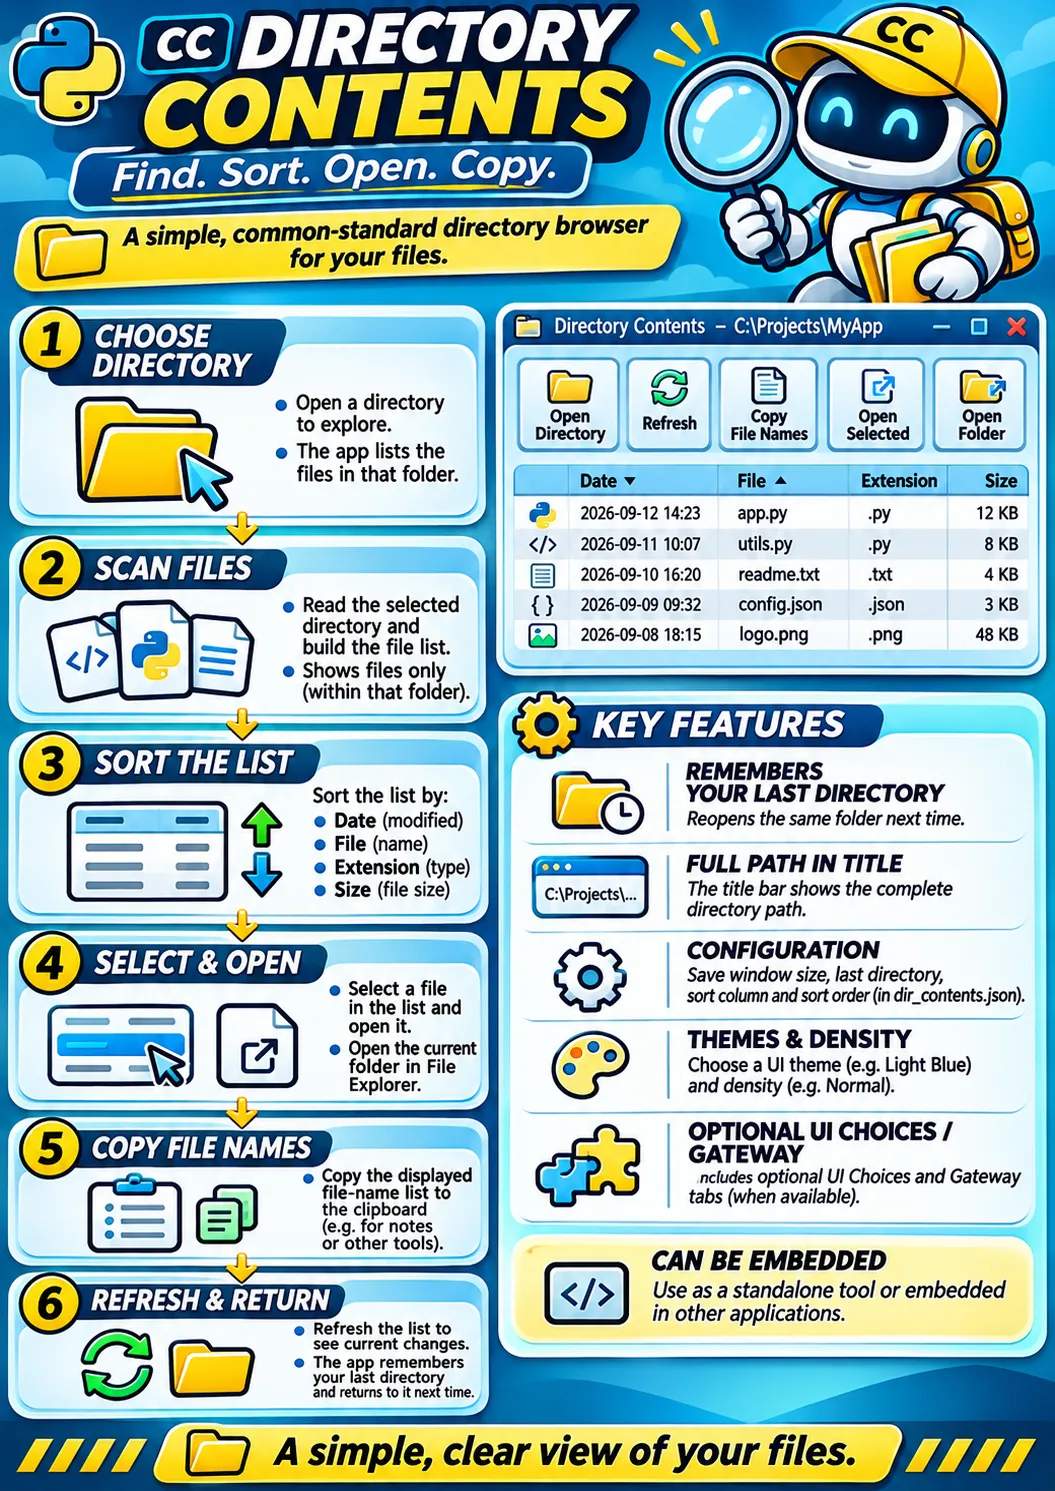 CC DIRECTORY
CONTENTS
Find. Sort. Open. Copy.
A simple, common-standard directory browser
for your files.
CC
1 CHOOSE
DIRECTORY
Open a directory
to explore.
The app lists the
files in that folder.
2 SCAN FILES
</>
Read the selected
directory and
build the file list.
Shows files only
(within that folder).
3 SORT THE LIST
Sort the list by:
Date (modified)
File (name)
Extension (type)
Size (file size)
4 SELECT & OPEN
Select a file
in the list and
open it.
Open the current
folder in File
Explorer.
5 COPY FILE NAMES
Copy the displayed
file-name list to
the clipboard
(e.g. for notes
or other tools).
6 REFRESH & RETURN
Refresh the list to
see current changes.
The app remembers
your last directory
and returns to it next time.
Directory Contents – C:\Projects\MyApp
Open
Directory
Refresh
Copy
File Names
Open
Selected
Open
Folder
Date ▼ File ▲ Extension Size
2026-09-12 14:23 app.py .py 12 KB
</> 2026-09-11 10:07 utils.py .py 8 KB
2026-09-10 16:20 readme.txt .txt 4 KB
{ } 2026-09-09 09:32 config.json .json 3 KB
2026-09-08 18:15 logo.png .png 48 KB
KEY FEATURES
REMEMBERS
YOUR LAST DIRECTORY
Reopens the same folder next time.
C:\Projects\...
FULL PATH IN TITLE
The title bar shows the complete
directory path.
CONFIGURATION
Save window size, last directory,
sort column and sort order (in dir_contents.json).
THEMES & DENSITY
Choose a UI theme (e.g. Light Blue)
and density (e.g. Normal).
OPTIONAL UI CHOICES /
GATEWAY
includes optional UI Choices and Gateway
tabs (when available).
</>
CAN BE EMBEDDED
Use as a standalone tool or embedded
in other applications.
A simple, clear view of your files.